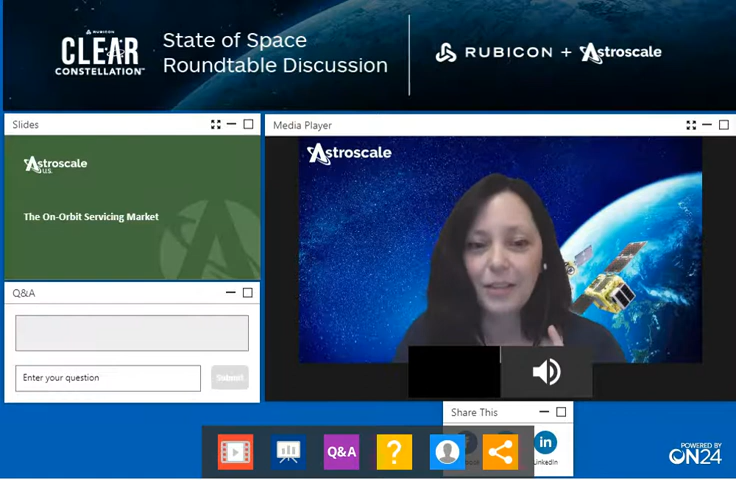 RUBICON
CLEAR
CONSTELLATION™
State of Space
Roundtable Discussion
RUBICON + Astroscale
Slides
Astroscale
U.S.
The On-Orbit Servicing Market
Media Player
Astroscale
Q&A
Enter your question
Submit
Share This
in
LinkedIn
Q&A
?
POWERED BY
ON24